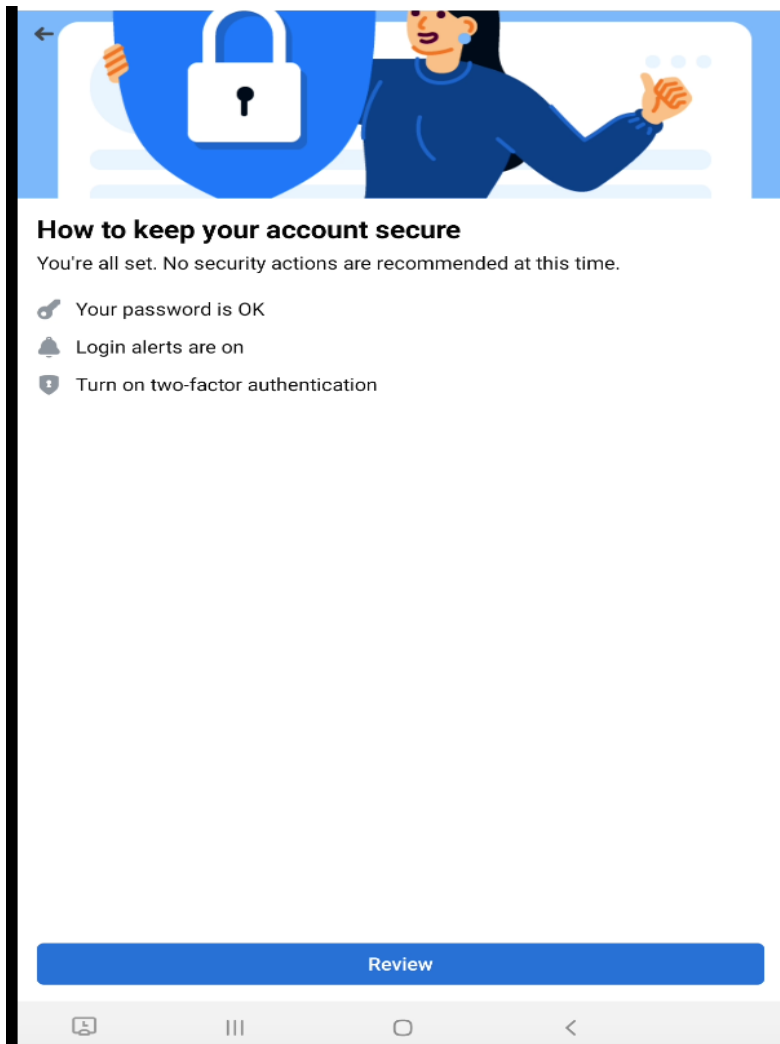 How to keep your account secure
You're all set. No security actions are recommended at this time.
Your password is OK
Login alerts are on
Turn on two-factor authentication
Review